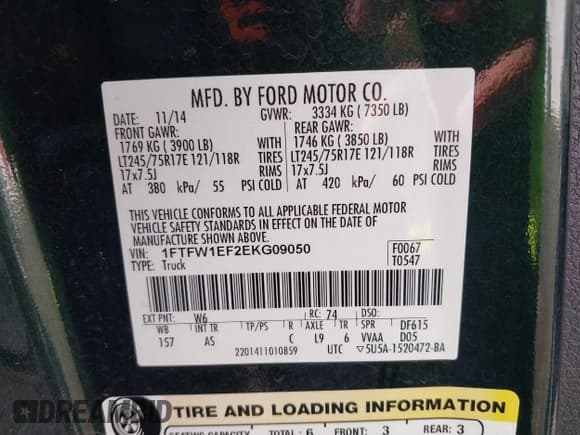 MFD. BY FORD MOTOR CO.
DATE: 11/14 GVWR: 3334 KG ( 7350 LB)
FRONT GAWR: REAR GAWR:
1769 KG ( 3900 LB) WITH 1746 KG ( 3850 LB) WITH
LT245/75R17E 121/118R TIRES LT245/75R17E 121/118R TIRES
17x7.5J RIMS 17x7.5J RIMS
AT 380 kPa/ 55 PSI COLD AT 420 kPa/ 60 PSI COLD
THIS VEHICLE CONFORMS TO ALL APPLICABLE FEDERAL MOTOR
VEHICLE SAFETY STANDARDS IN EFFECT ON THE DATE OF
MANUFACTURE SHOWN ABOVE.
VIN: 1FTFW1EF2EKG09050 F0067
TYPE: Truck T0547
EXT PNT: W6 RC: 74 DSO:
WB INT TR TP/PS R AXLE TR SPR DF615
157 AS C L9 6 VVAA D05
2201411010859 UTC 5U5A-1520472-BA
TIRE AND LOADING INFORMATION
SEATING CAPACITY TOTAL : 6 FRONT: 3 REAR: 3
DREAMBID